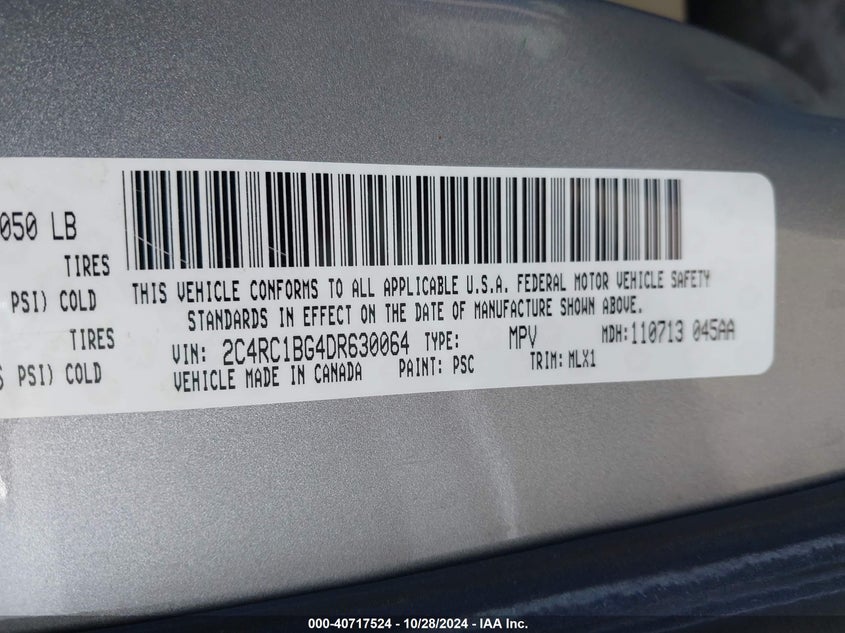 050 LB
TIRES
PSI) COLD
TIRES
PSI) COLD
THIS VEHICLE CONFORMS TO ALL APPLICABLE U.S.A. FEDERAL MOTOR VEHICLE SAFETY
STANDARDS IN EFFECT ON THE DATE OF MANUFACTURE SHOWN ABOVE.
VIN: 2C4RC1BG4DR630064 TYPE: MPV MDH: 110713 045AA
VEHICLE MADE IN CANADA PAINT: PSC TRIM: MLX1
000-40717524 - 10/28/2024 - IAA Inc.